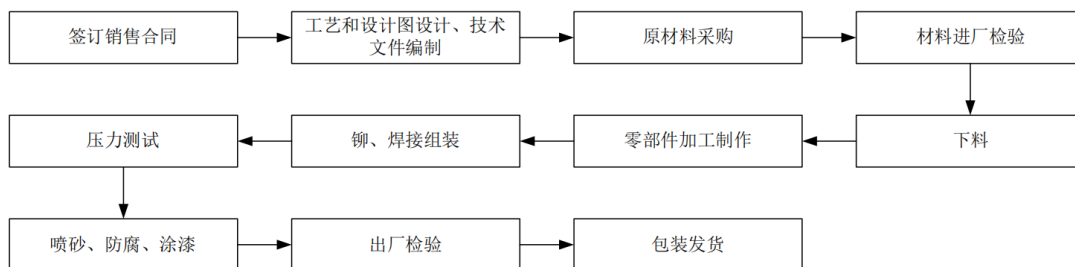 签订销售合同
工艺和设计图设计、技术
文件编制
原材料采购
材料进厂检验
下料
零部件加工制作
铆、焊接组装
压力测试
喷砂、防腐、涂漆
出厂检验
包装发货